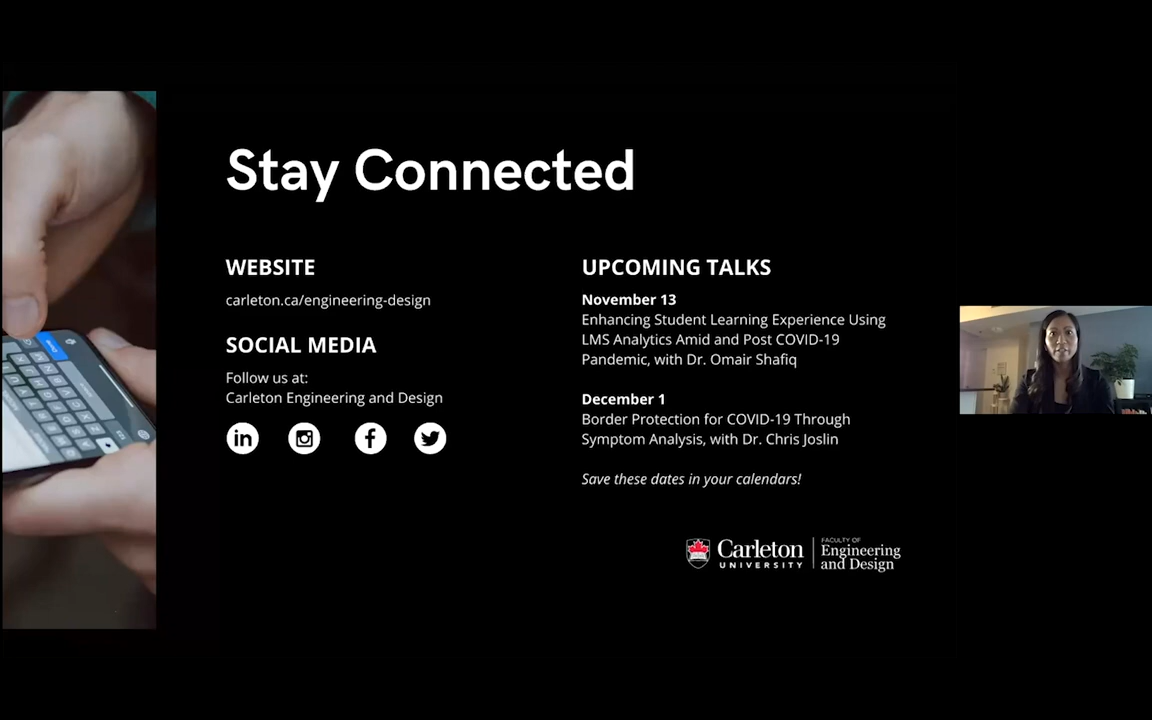 Stay Connected
WEBSITE
carleton.ca/engineering-design
SOCIAL MEDIA
Follow us at:
Carleton Engineering and Design
UPCOMING TALKS
November 13
Enhancing Student Learning Experience Using
LMS Analytics Amid and Post COVID-19
Pandemic, with Dr. Omair Shafiq
December 1
Border Protection for COVID-19 Through
Symptom Analysis, with Dr. Chris Joslin
Save these dates in your calendars!
Carleton
UNIVERSITY
FACULTY OF
Engineering
and Design